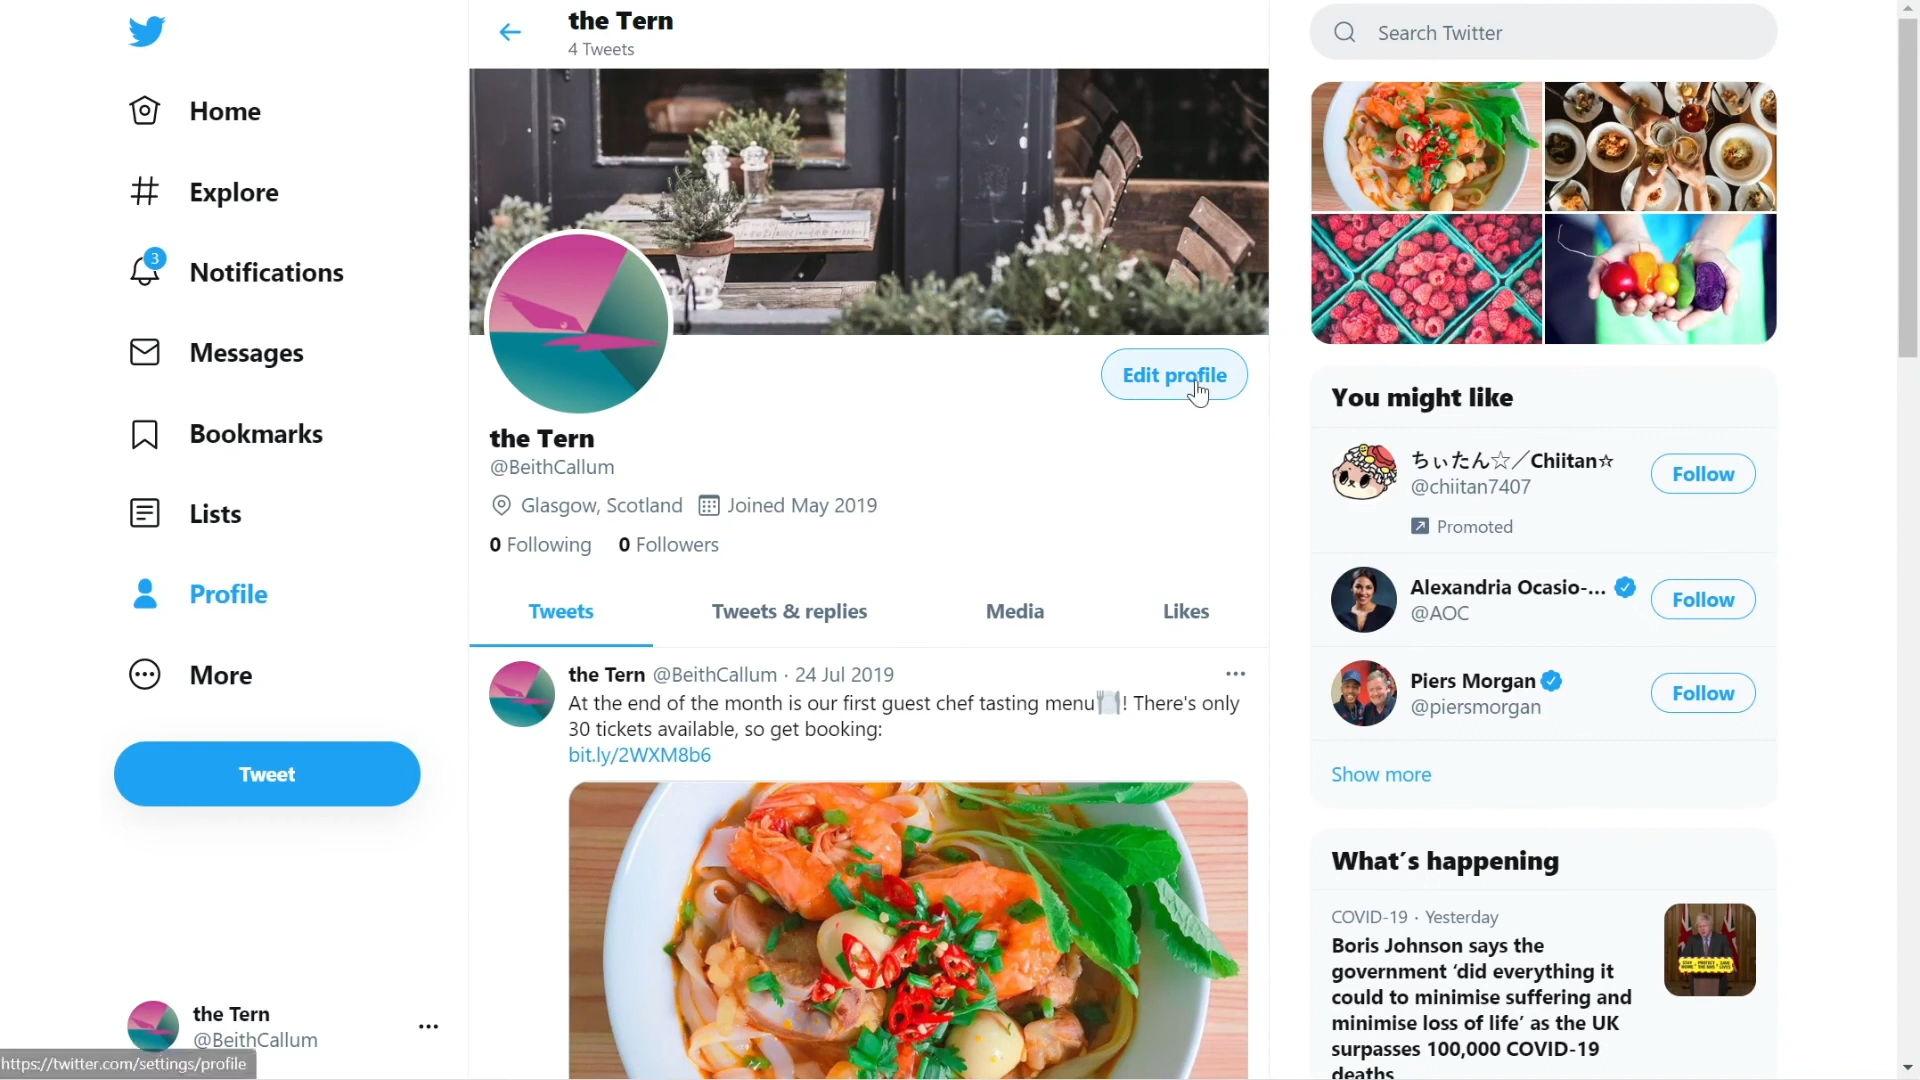 Home
Explore
3
Notifications
Messages
Bookmarks
Lists
Profile
More
Tweet
the Tern
@BeithCallum
https://twitter.com/settings/profile
the Tern
4 Tweets
Edit profile
the Tern
@BeithCallum
Glasgow, Scotland Joined May 2019
0 Following 0 Followers
Tweets Tweets & replies Media Likes
the Tern @BeithCallum · 24 Jul 2019
At the end of the month is our first guest chef tasting menu🍽! There's only
30 tickets available, so get booking:
bit.ly/2WXM8b6
Search Twitter
You might like
ちぃたん☆／Chiitan☆
@chiitan7407
Follow
Promoted
Alexandria Ocasio-...
@AOC
Follow
Piers Morgan
@piersmorgan
Follow
Show more
What´s happening
COVID-19 · Yesterday
Boris Johnson says the
government ‘did everything it
could to minimise suffering and
minimise loss of life’ as the UK
surpasses 100,000 COVID-19
deaths